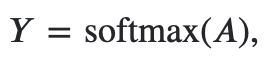 Y = softmax(A),